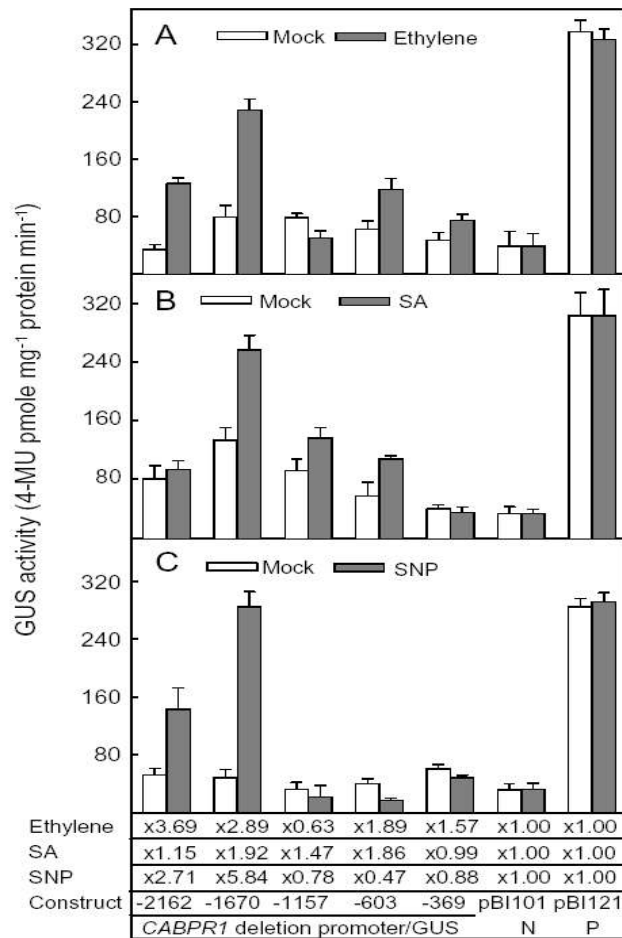 GUS activity (4-MU pmole mg⁻¹ protein min⁻¹)
A Mock Ethylene
320
240
160
80
B Mock SA
320
240
160
80
C Mock SNP
320
240
160
80
Ethylene x3.69 x2.89 x0.63 x1.89 x1.57 x1.00 x1.00
SA x1.15 x1.92 x1.47 x1.86 x0.99 x1.00 x1.00
SNP x2.71 x5.84 x0.78 x0.47 x0.88 x1.00 x1.00
Construct -2162 -1670 -1157 -603 -369 pBI101 pBI121
CABPR1 deletion promoter/GUS N P